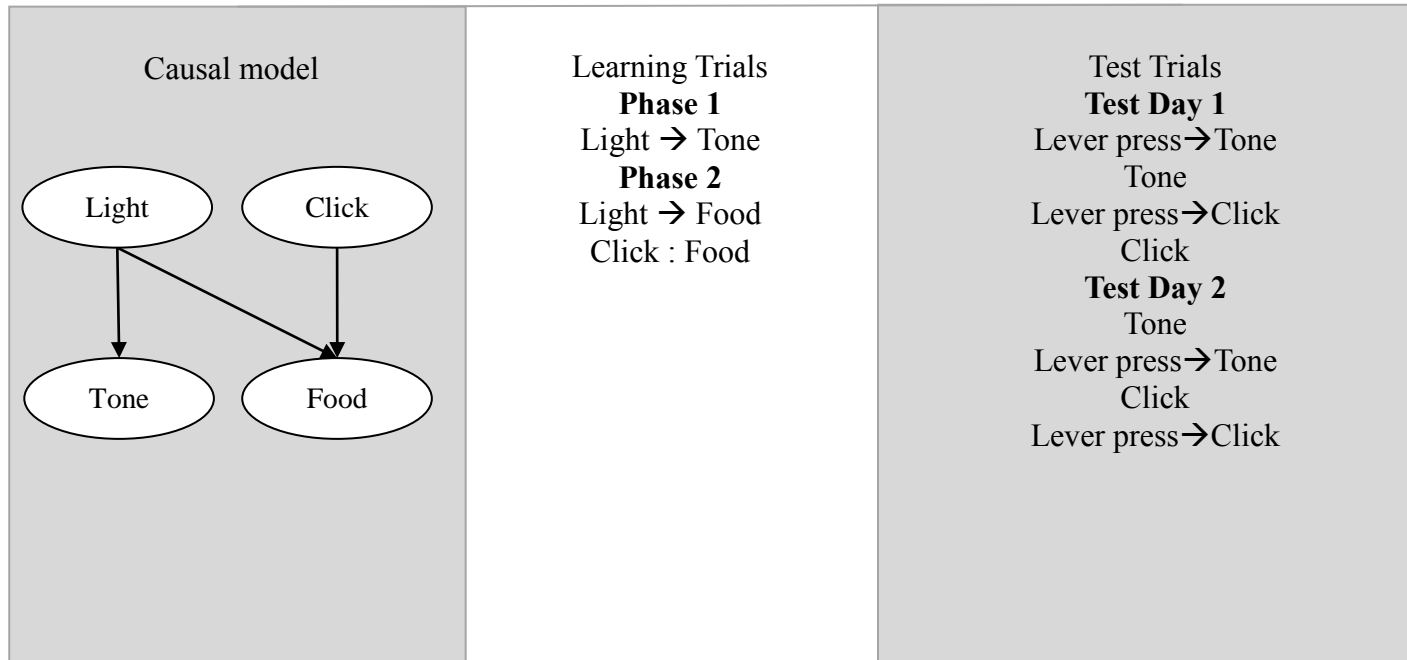 Causal model
Light
Click
Tone
Food
Learning Trials
Phase 1
Light → Tone
Phase 2
Light → Food
Click : Food
Test Trials
Test Day 1
Lever press→Tone
Tone
Lever press→Click
Click
Test Day 2
Tone
Lever press→Tone
Click
Lever press→Click